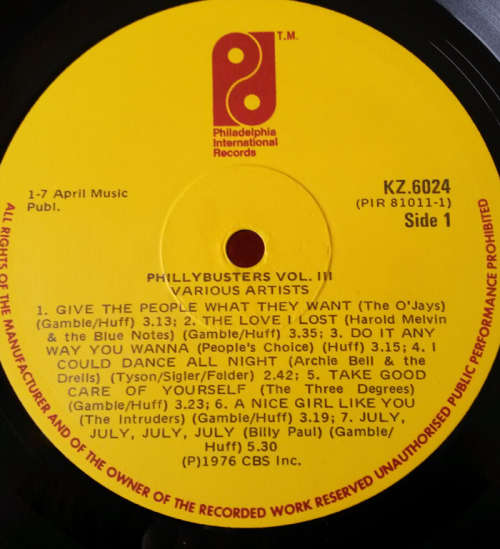 T.M.
Philadelphia
International
Records
1-7 April Music
Publ.
KZ.6024
(PIR 81011-1)
Side 1
PHILLYBUSTERS VOL. III
VARIOUS ARTISTS
1. GIVE THE PEOPLE WHAT THEY WANT (The O'Jays)
(Gamble/Huff) 3.13; 2. THE LOVE I LOST (Harold Melvin
& the Blue Notes) (Gamble/Huff) 3.35; 3. DO IT ANY
WAY YOU WANNA (People's Choice) (Huff) 3.15; 4. I
COULD DANCE ALL NIGHT (Archie Bell & the
Drells) (Tyson/Sigler/Felder) 2.42; 5. TAKE GOOD
CARE OF YOURSELF (The Three Degrees)
(Gamble/Huff) 3.23; 6. A NICE GIRL LIKE YOU
(The Intruders) (Gamble/Huff) 3.19; 7. JULY,
JULY, JULY, JULY (Billy Paul) (Gamble/
Huff) 5.30
(P)1976 CBS Inc.
ALL RIGHTS OF THE MANUFACTURER AND OF THE OWNER OF THE RECORDED WORK RESERVED UNAUTHORISED PUBLIC PERFORMANCE PROHIBITED